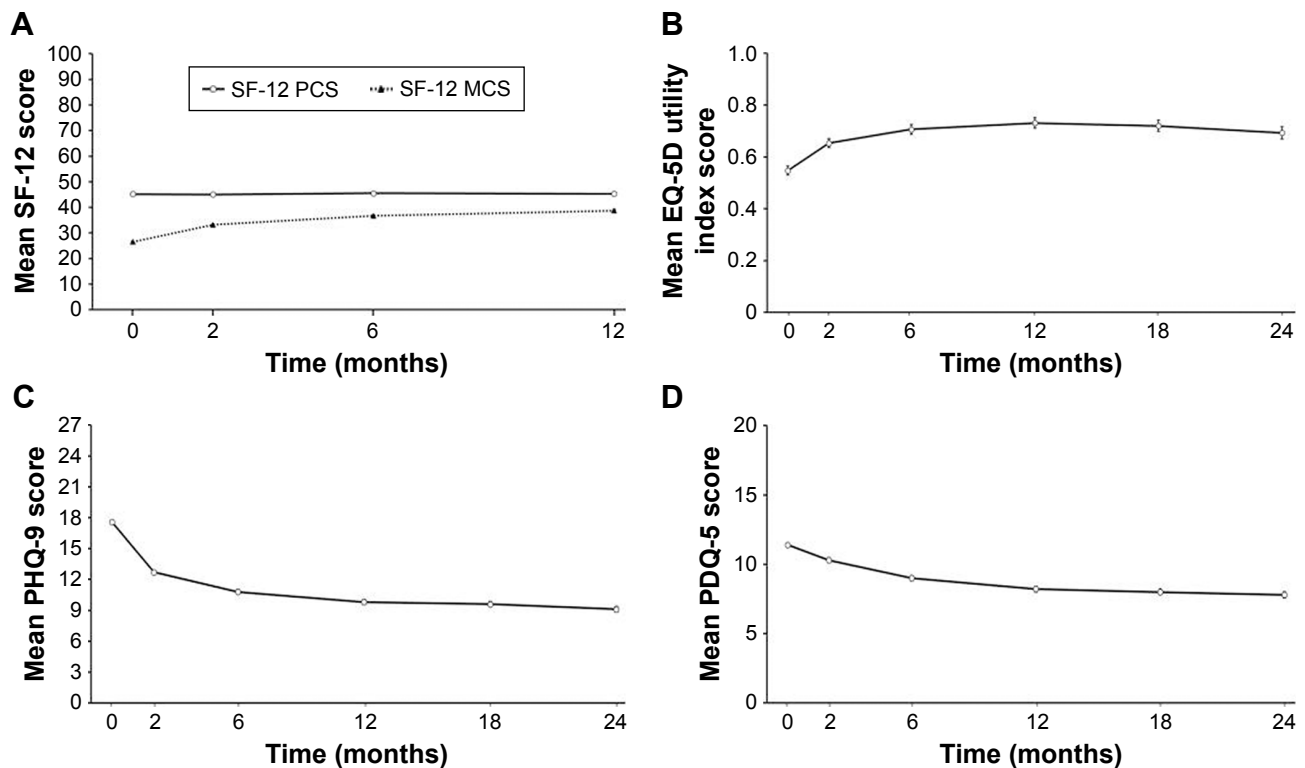 A
Mean SF-12 score
100
90
80
70
60
50
40
30
20
10
0
SF-12 PCS SF-12 MCS
0 2 6 12
Time (months)
B
Mean EQ-5D utility
index score
1.0
0.8
0.6
0.4
0.2
0
0 2 6 12 18 24
Time (months)
C
Mean PHQ-9 score
27
24
21
18
15
12
9
6
3
0
0 2 6 12 18 24
Time (months)
D
Mean PDQ-5 score
20
15
10
5
0
0 2 6 12 18 24
Time (months)